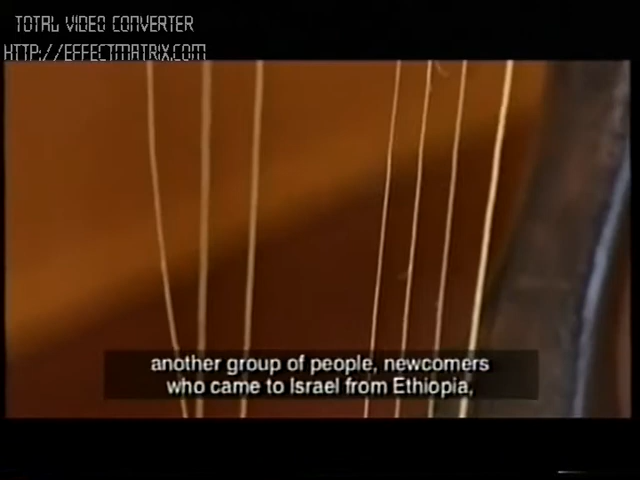 TOTAL VIDEO CONVERTER
HTTP://EFFECTMATRIX.COM
another group of people, newcomers
who came to Israel from Ethiopia,